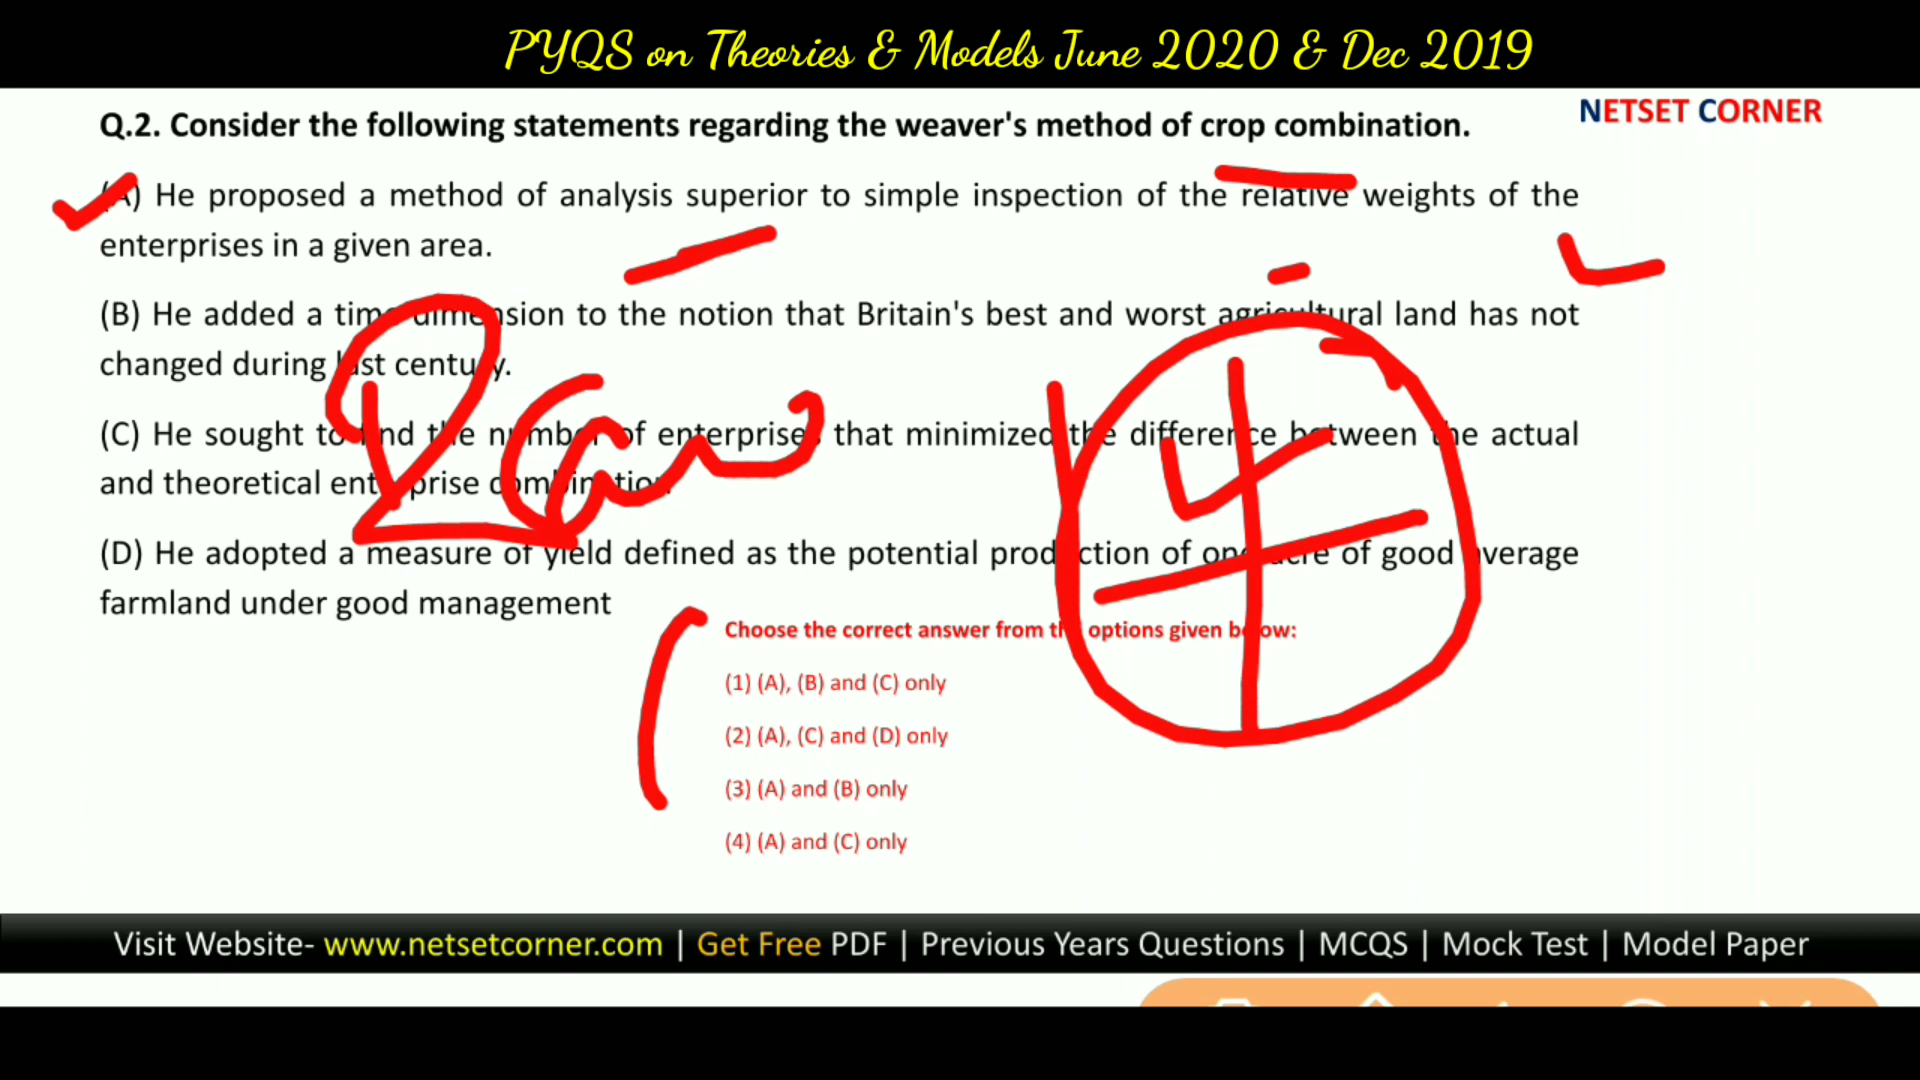 PYQS on Theories & Models June 2020 & Dec 2019
NETSET CORNER
Q.2. Consider the following statements regarding the weaver's method of crop combination.
(A) He proposed a method of analysis superior to simple inspection of the relative weights of the
enterprises in a given area.
(B) He added a time dimension to the notion that Britain's best and worst agricultural land has not
changed during last century.
(C) He sought to find the number of enterprises that minimized the difference between the actual
and theoretical enterprise combination
(D) He adopted a measure of yield defined as the potential production of one acre of good average
farmland under good management
Choose the correct answer from the options given below:
(1) (A), (B) and (C) only
(2) (A), (C) and (D) only
(3) (A) and (B) only
(4) (A) and (C) only
Visit Website- www.netsetcorner.com | Get Free PDF | Previous Years Questions | MCQS | Mock Test | Model Paper